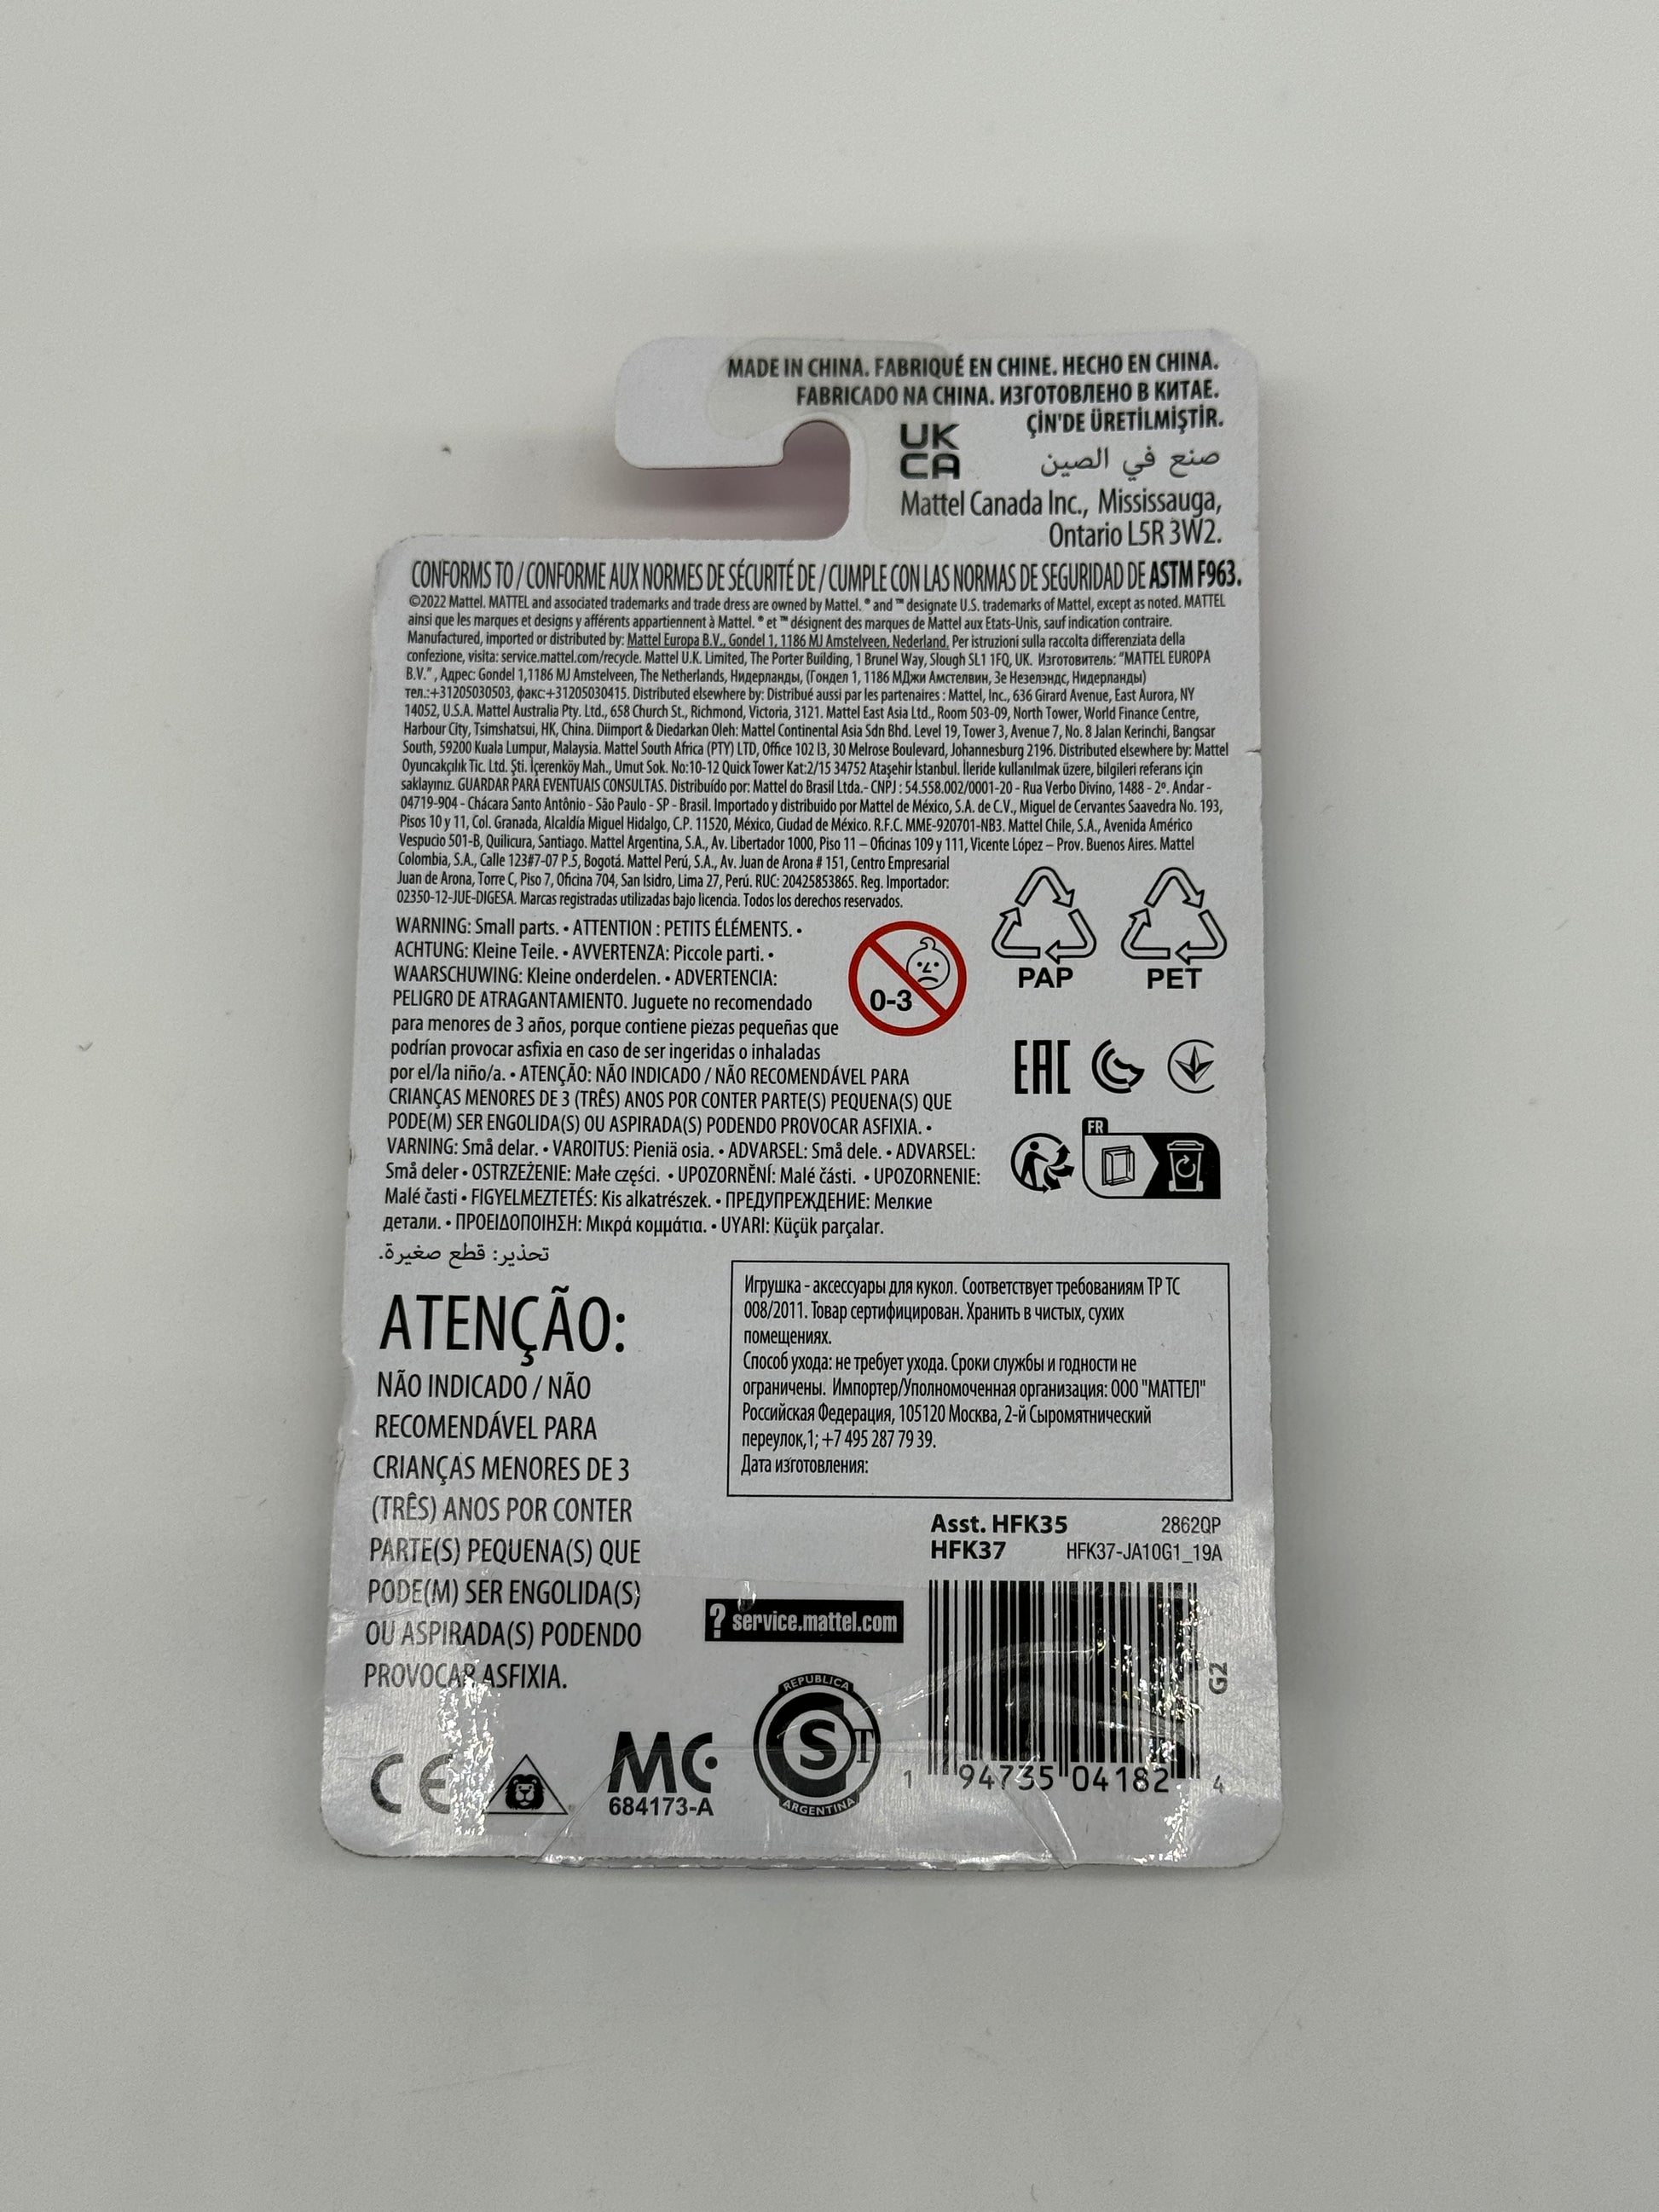 MADE IN CHINA. FABRIQUÉ EN CHINE. HECHO EN CHINA.
FABRICADO NA CHINA. ИЗГОТОВЛЕНО В КИТАЕ.
ÇİN'DE ÜRETİLMİŞTİR.
UK
CA
صنع في الصين
Mattel Canada Inc., Mississauga,
Ontario L5R 3W2.
CONFORMS TO / CONFORME AUX NORMES DE SÉCURITÉ DE / CUMPLE CON LAS NORMAS DE SEGURIDAD DE ASTM F963.
©2022 Mattel. MATTEL and associated trademarks and trade dress are owned by Mattel. ® and ™ designate U.S. trademarks of Mattel, except as noted. MATTEL
ainsi que les marques et designs y afférents appartiennent à Mattel. ® et ™ désignent des marques de Mattel aux Etats-Unis, sauf indication contraire.
Manufactured, imported or distributed by: Mattel Europa B.V., Gondel 1, 1186 MJ Amstelveen, Nederland. Per istruzioni sulla raccolta differenziata della
confezione, visita: service.mattel.com/recycle. Mattel U.K. Limited, The Porter Building, 1 Brunel Way, Slough SL1 1FQ, UK. Изготовитель: "MATTEL EUROPA
B.V." , Адрес: Gondel 1,1186 MJ Amstelveen, The Netherlands, Нидерланды, (Гондел 1, 1186 МДжи Амстелвин, Зе Незелэндс, Нидерланды)
тел.:+31205030503, факс:+31205030415. Distributed elsewhere by: Distribué aussi par les partenaires : Mattel, Inc., 636 Girard Avenue, East Aurora, NY
14052, U.S.A. Mattel Australia Pty. Ltd., 658 Church St., Richmond, Victoria, 3121. Mattel East Asia Ltd., Room 503-09, North Tower, World Finance Centre,
Harbour City, Tsimshatsui, HK, China. Diimport & Diedarkan Oleh: Mattel Continental Asia Sdn Bhd. Level 19, Tower 3, Avenue 7, No. 8 Jalan Kerinchi, Bangsar
South, 59200 Kuala Lumpur, Malaysia. Mattel South Africa (PTY) LTD, Office 102 I3, 30 Melrose Boulevard, Johannesburg 2196. Distributed elsewhere by: Mattel
Oyuncakçılık Tic. Ltd. Şti. İçerenköy Mah., Umut Sok. No:10-12 Quick Tower Kat:2/15 34752 Ataşehir İstanbul. İleride kullanılmak üzere, bilgileri referans için
saklayınız. GUARDAR PARA EVENTUAIS CONSULTAS. Distribuído por: Mattel do Brasil Ltda.- CNPJ : 54.558.002/0001-20 - Rua Verbo Divino, 1488 - 2º. Andar -
04719-904 - Chácara Santo Antônio - São Paulo - SP - Brasil. Importado y distribuido por Mattel de México, S.A. de C.V., Miguel de Cervantes Saavedra No. 193,
Pisos 10 y 11, Col. Granada, Alcaldía Miguel Hidalgo, C.P. 11520, México, Ciudad de México. R.F.C. MME-920701-NB3. Mattel Chile, S.A., Avenida Américo
Vespucio 501-B, Quilicura, Santiago. Mattel Argentina, S.A., Av. Libertador 1000, Piso 11 – Oficinas 109 y 111, Vicente López – Prov. Buenos Aires. Mattel
Colombia, S.A., Calle 123#7-07 P.5, Bogotá. Mattel Perú, S.A., Av. Juan de Arona # 151, Centro Empresarial
Juan de Arona, Torre C, Piso 7, Oficina 704, San Isidro, Lima 27, Perú. RUC: 20425853865. Reg. Importador:
02350-12-JUE-DIGESA. Marcas registradas utilizadas bajo licencia. Todos los derechos reservados.
WARNING: Small parts. • ATTENTION : PETITS ÉLÉMENTS. •
ACHTUNG: Kleine Teile. • AVVERTENZA: Piccole parti. •
WAARSCHUWING: Kleine onderdelen. • ADVERTENCIA:
PELIGRO DE ATRAGANTAMIENTO. Juguete no recomendado
para menores de 3 años, porque contiene piezas pequeñas que
podrían provocar asfixia en caso de ser ingeridas o inhaladas
por el/la niño/a. • ATENÇÃO: NÃO INDICADO / NÃO RECOMENDÁVEL PARA
CRIANÇAS MENORES DE 3 (TRÊS) ANOS POR CONTER PARTE(S) PEQUENA(S) QUE
PODE(M) SER ENGOLIDA(S) OU ASPIRADA(S) PODENDO PROVOCAR ASFIXIA. •
VARNING: Små delar. • VAROITUS: Pieniä osia. • ADVARSEL: Små dele. • ADVARSEL:
Små deler • OSTRZEŻENIE: Małe części. • UPOZORNĚNÍ: Malé části. • UPOZORNENIE:
Malé časti • FIGYELMEZTETÉS: Kis alkatrészek. • ПРЕДУПРЕЖДЕНИЕ: Мелкие
детали. • ΠΡΟΕΙΔΟΠΟΙΗΣΗ: Μικρά κομμάτια. • UYARI: Küçük parçalar.
تحذير: قطع صغيرة.
0-3
PAP
PET
EAC
FR
ATENÇÃO:
NÃO INDICADO / NÃO
RECOMENDÁVEL PARA
CRIANÇAS MENORES DE 3
(TRÊS) ANOS POR CONTER
PARTE(S) PEQUENA(S) QUE
PODE(M) SER ENGOLIDA(S)
OU ASPIRADA(S) PODENDO
PROVOCAR ASFIXIA.
Игрушка - аксессуары для кукол. Соответствует требованиям ТР ТС
008/2011. Товар сертифицирован. Хранить в чистых, сухих
помещениях.
Способ ухода: не требует ухода. Сроки службы и годности не
ограничены. Импортер/Уполномоченная организация: ООО "МАТТЕЛ"
Российская Федерация, 105120 Москва, 2-й Сыромятнический
переулок,1; +7 495 287 79 39.
Дата изготовления:
Asst. HFK35 2862QP
HFK37 HFK37-JA10G1_19A
? service.mattel.com
G2
1 94735 04182 4
CE
MC
684173-A
REPUBLICA
S T
ARGENTINA